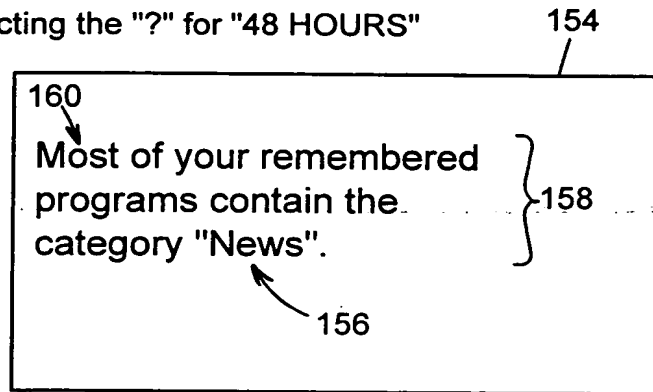 cting the "?" for "48 HOURS"
154
160
Most of your remembered
programs contain the
category "News".
158
156